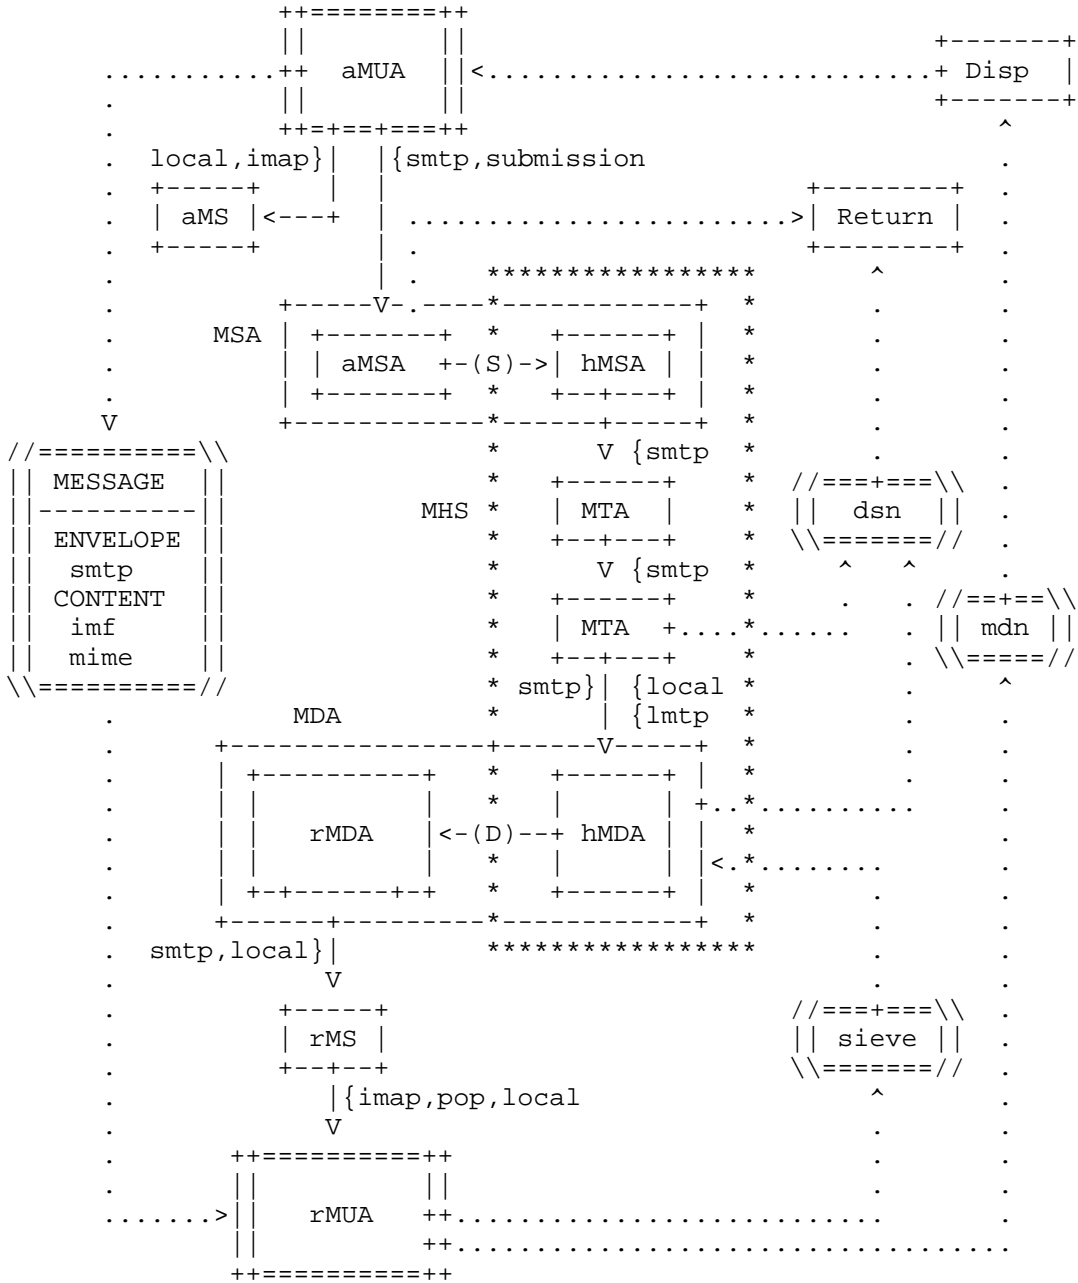 aMUA
Disp
local,imap}
{smtp,submission
aMS
Return
MSA
aMSA
(S)
hMSA
{smtp
MESSAGE
MHS
MTA
dsn
ENVELOPE
smtp
{smtp
CONTENT
imf
MTA
mdn
mime
smtp}
{local
MDA
{lmtp
rMDA
(D)
hMDA
smtp,local}
rMS
sieve
{imap,pop,local
rMUA